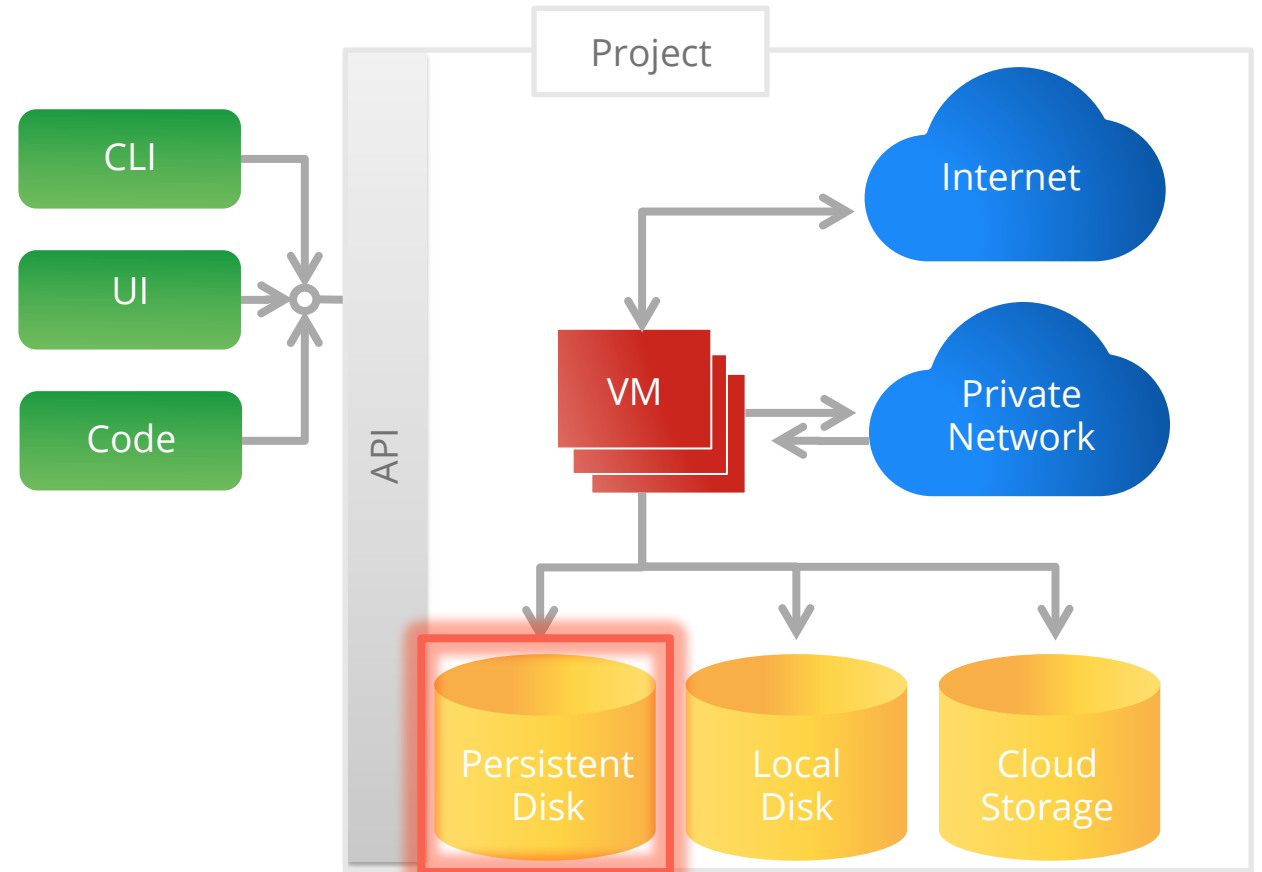 Project
CLI
UI
Code
API
Internet
VM
Private
Network
Persistent
Disk
Local
Disk
Cloud
Storage